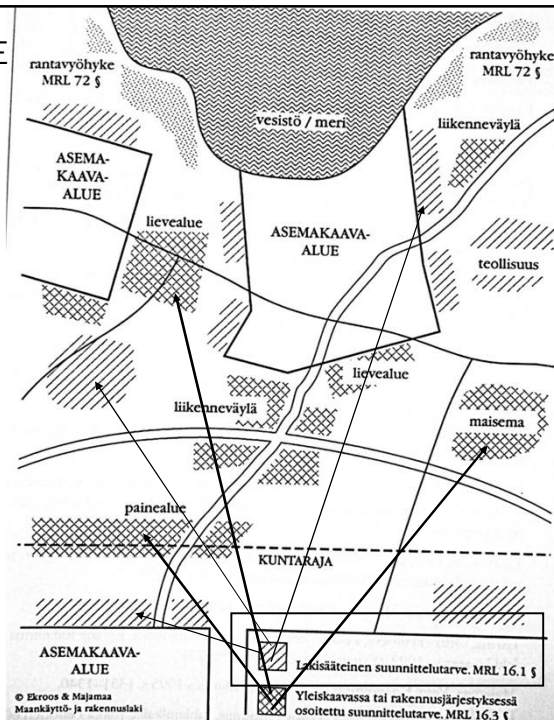 E
rantavyöhyke
MRL 72 §
rantavyöhyke
MRL 72 §
vesistö / meri
liikenneväylä
ASEMA-
KAAVA-
ALUE
lievealue
ASEMAKAAVA-
ALUE
teollisuus
lievealue
liikenneväylä
maisema
painealue
KUNTARAJA
ASEMAKAAVA-
ALUE
Lakisääteinen suunnittelutarve. MRL 16.1 §
Yleiskaavassa tai rakennusjärjestyksessä
osoitettu suunnittelutarve. MRL 16.3 §
© Ekroos & Majamaa
Maankäyttö- ja rakennuslaki